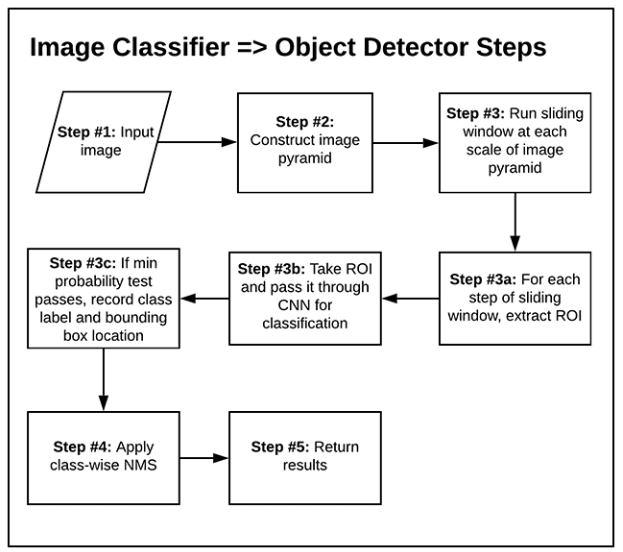 Image Classifier => Object Detector Steps
Step #1: Input
image
Step #2:
Construct image
pyramid
Step #3: Run sliding
window at each
scale of image
pyramid
Step #3a: For each
step of sliding
window, extract ROI
Step #3b: Take ROI
and pass it through
CNN for
classification
Step #3c: If min
probability test
passes, record class
label and bounding
box location
Step #4: Apply
class-wise NMS
Step #5: Return
results